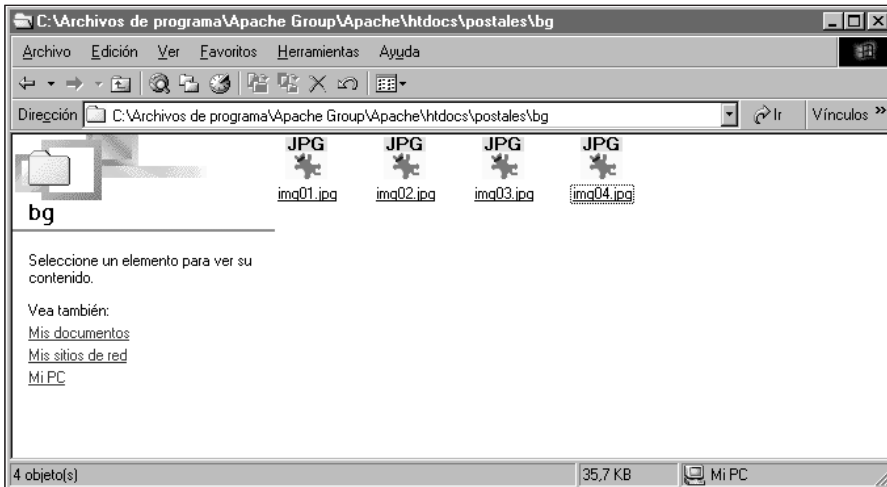 C:\Archivos de programa\Apache Group\Apache\htdocs\postales\bg
Archivo Edición Ver Favoritos Herramientas Ayuda
Dirección C:\Archivos de programa\Apache Group\Apache\htdocs\postales\bg Ir Vínculos »
JPG JPG JPG JPG
img01.jpg img02.jpg img03.jpg img04.jpg
bg
Seleccione un elemento para ver su
contenido.
Vea también:
Mis documentos
Mis sitios de red
Mi PC
4 objeto(s) 35,7 KB Mi PC